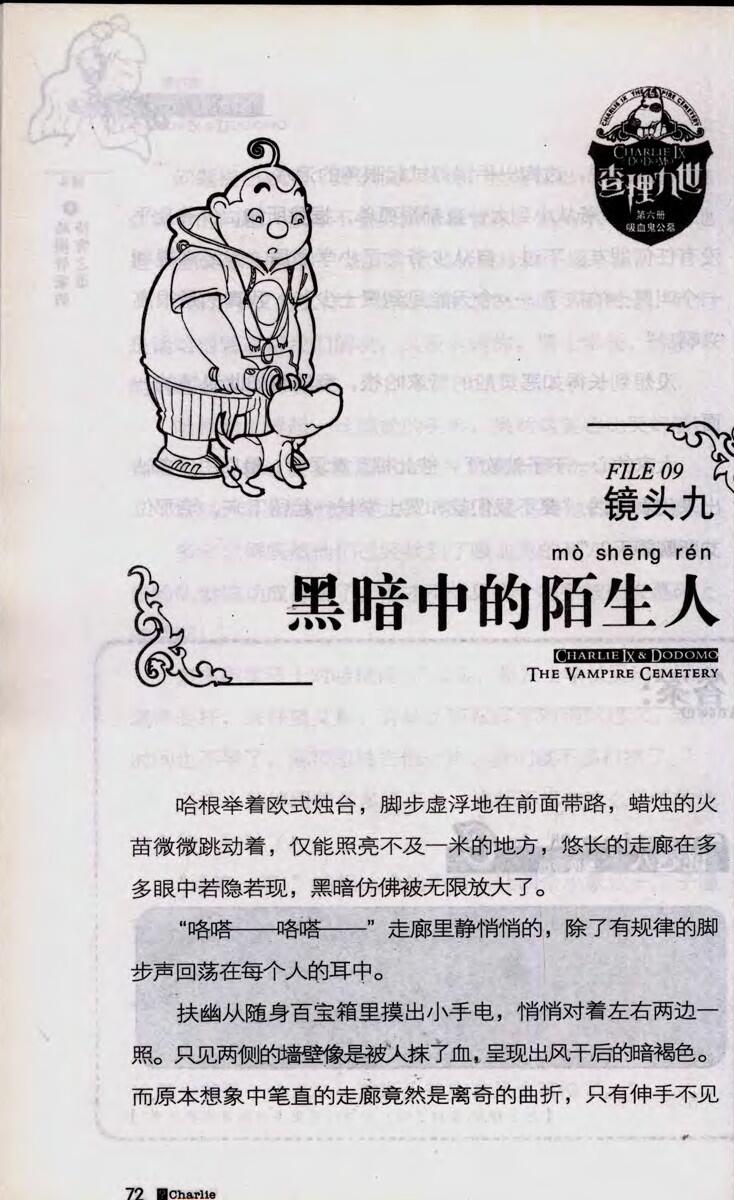 CHARLIE IX THE VAMPIRE CEMETERY
CHARLIE IX
DODOMO
查理九世
第六册
吸血鬼公墓
FILE 09
镜头九
mò shēng rén
黑暗中的陌生人
CHARLIE IX & DODOMO
THE VAMPIRE CEMETERY
哈根举着欧式烛台，脚步虚浮地在前面带路，蜡烛的火
苗微微跳动着，仅能照亮不及一米的地方，悠长的走廊在多
多眼中若隐若现，黑暗仿佛被无限放大了。
“咯嗒——咯嗒——”走廊里静悄悄的，除了有规律的脚
步声回荡在每个人的耳中。
扶幽从随身百宝箱里摸出小手电，悄悄对着左右两边一
照。只见两侧的墙壁像是被人抹了血，呈现出风干后的暗褐色。
而原本想象中笔直的走廊竟然是离奇的曲折，只有伸手不见
72 Charlie